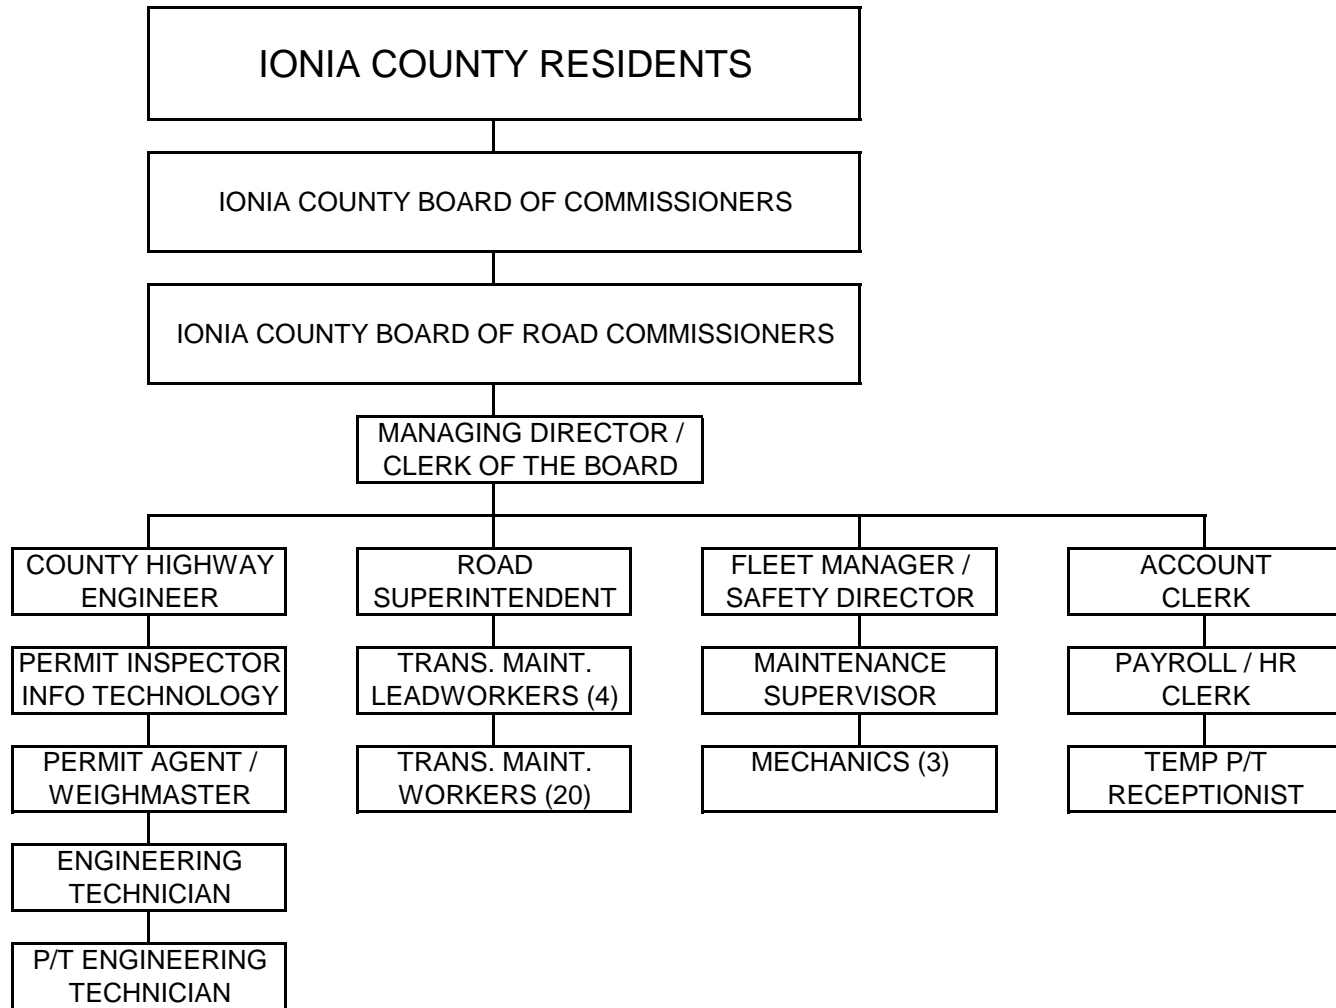 IONIA COUNTY RESIDENTS
IONIA COUNTY BOARD OF COMMISSIONERS
IONIA COUNTY BOARD OF ROAD COMMISSIONERS
MANAGING DIRECTOR /
CLERK OF THE BOARD
COUNTY HIGHWAY
ENGINEER
ROAD
SUPERINTENDENT
FLEET MANAGER /
SAFETY DIRECTOR
ACCOUNT
CLERK
PERMIT INSPECTOR
INFO TECHNOLOGY
TRANS. MAINT.
LEADWORKERS (4)
MAINTENANCE
SUPERVISOR
PAYROLL / HR
CLERK
PERMIT AGENT /
WEIGHMASTER
TRANS. MAINT.
WORKERS (20)
MECHANICS (3)
TEMP P/T
RECEPTIONIST
ENGINEERING
TECHNICIAN
P/T ENGINEERING
TECHNICIAN